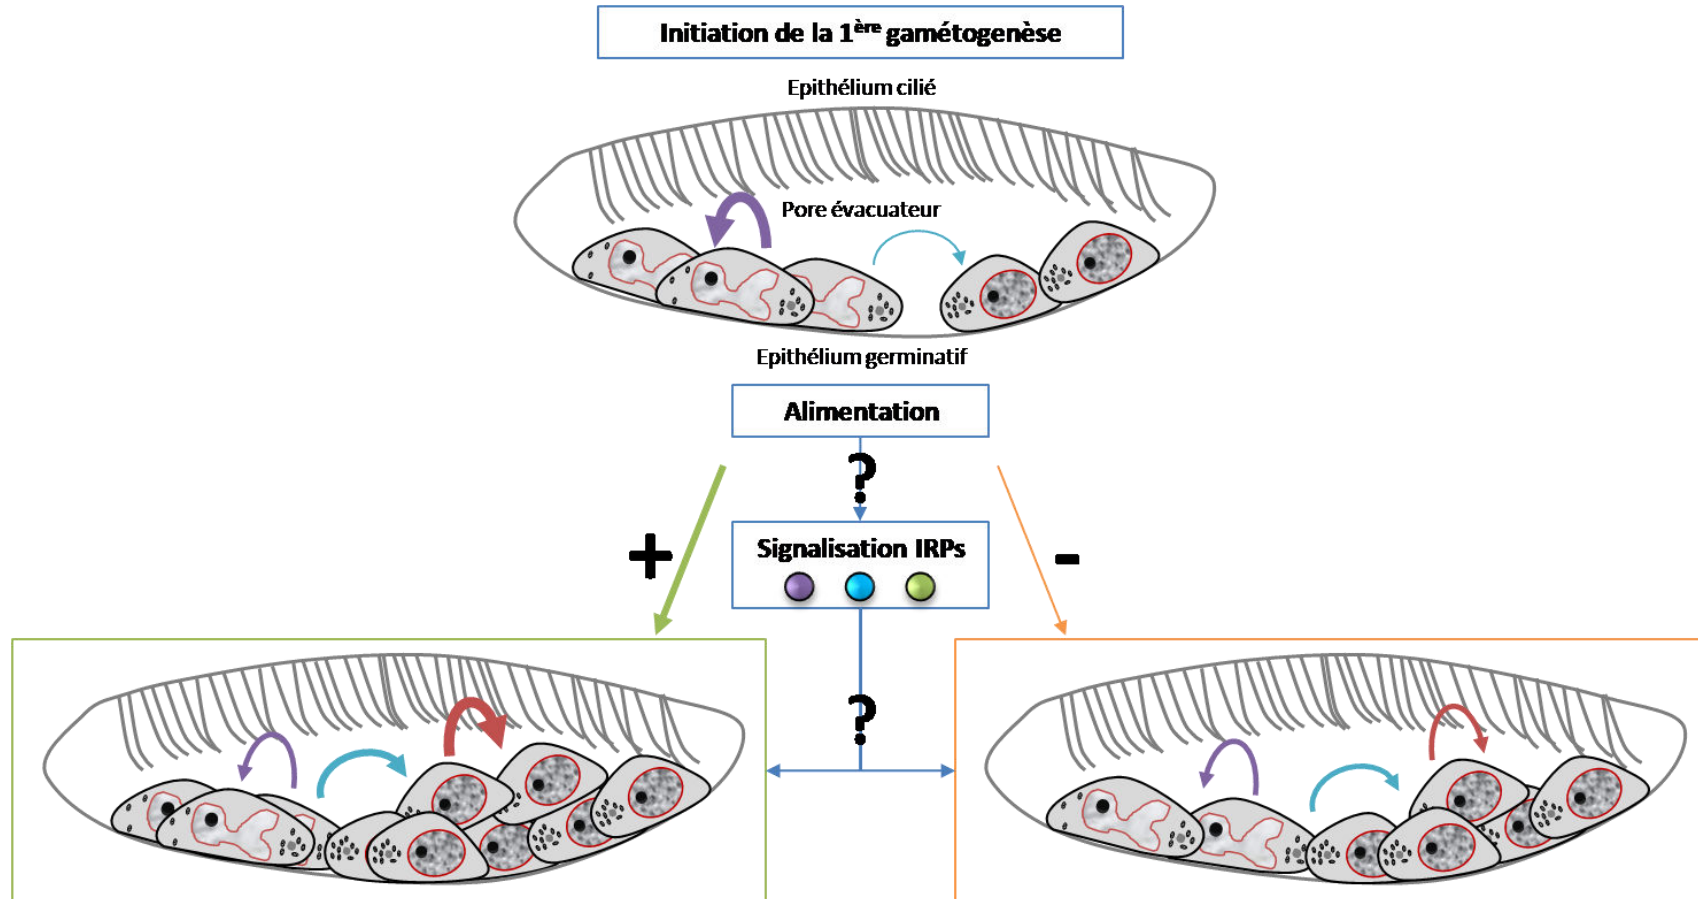 Initiation de la 1ère gamétogenèse
Epithélium cilié
Pore évacuateur
Epithélium germinatif
Alimentation
?
Signalisation IRPs
+
-
?